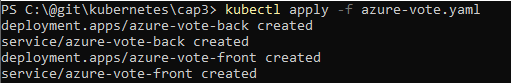 PS C:\@git\kubernetes\cap3> kubectl apply -f azure-vote.yaml
deployment.apps/azure-vote-back created
service/azure-vote-back created
deployment.apps/azure-vote-front created
service/azure-vote-front created